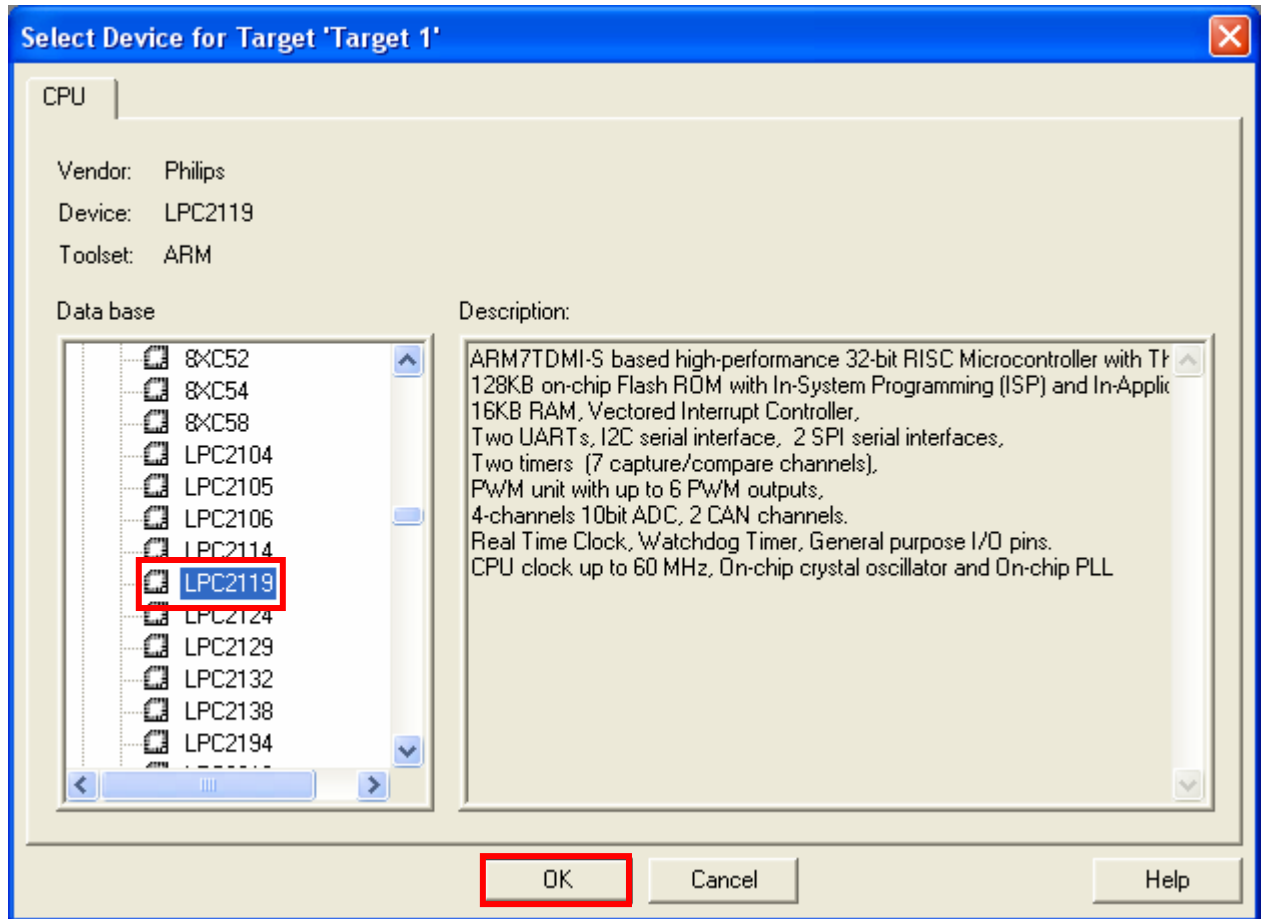 Select Device for Target 'Target 1'
CPU
Vendor: Philips
Device: LPC2119
Toolset: ARM
Data base
8XC52
8XC54
8XC58
LPC2104
LPC2105
LPC2106
LPC2114
LPC2119
LPC2124
LPC2129
LPC2132
LPC2138
LPC2194
Description:
ARM7TDMI-S based high-performance 32-bit RISC Microcontroller with
128KB on-chip Flash ROM with In-System Programming (ISP) and In-Applic
16KB RAM, Vectored Interrupt Controller,
Two UARTs, I2C serial interface, 2 SPI serial interfaces,
Two timers (7 capture/compare channels),
PWM unit with up to 6 PWM outputs,
4-channels 10bit ADC, 2 CAN channels.
Real Time Clock, Watchdog Timer, General purpose I/O pins.
CPU clock up to 60 MHz, On-chip crystal oscillator and On-chip PLL
OK
Cancel
Help